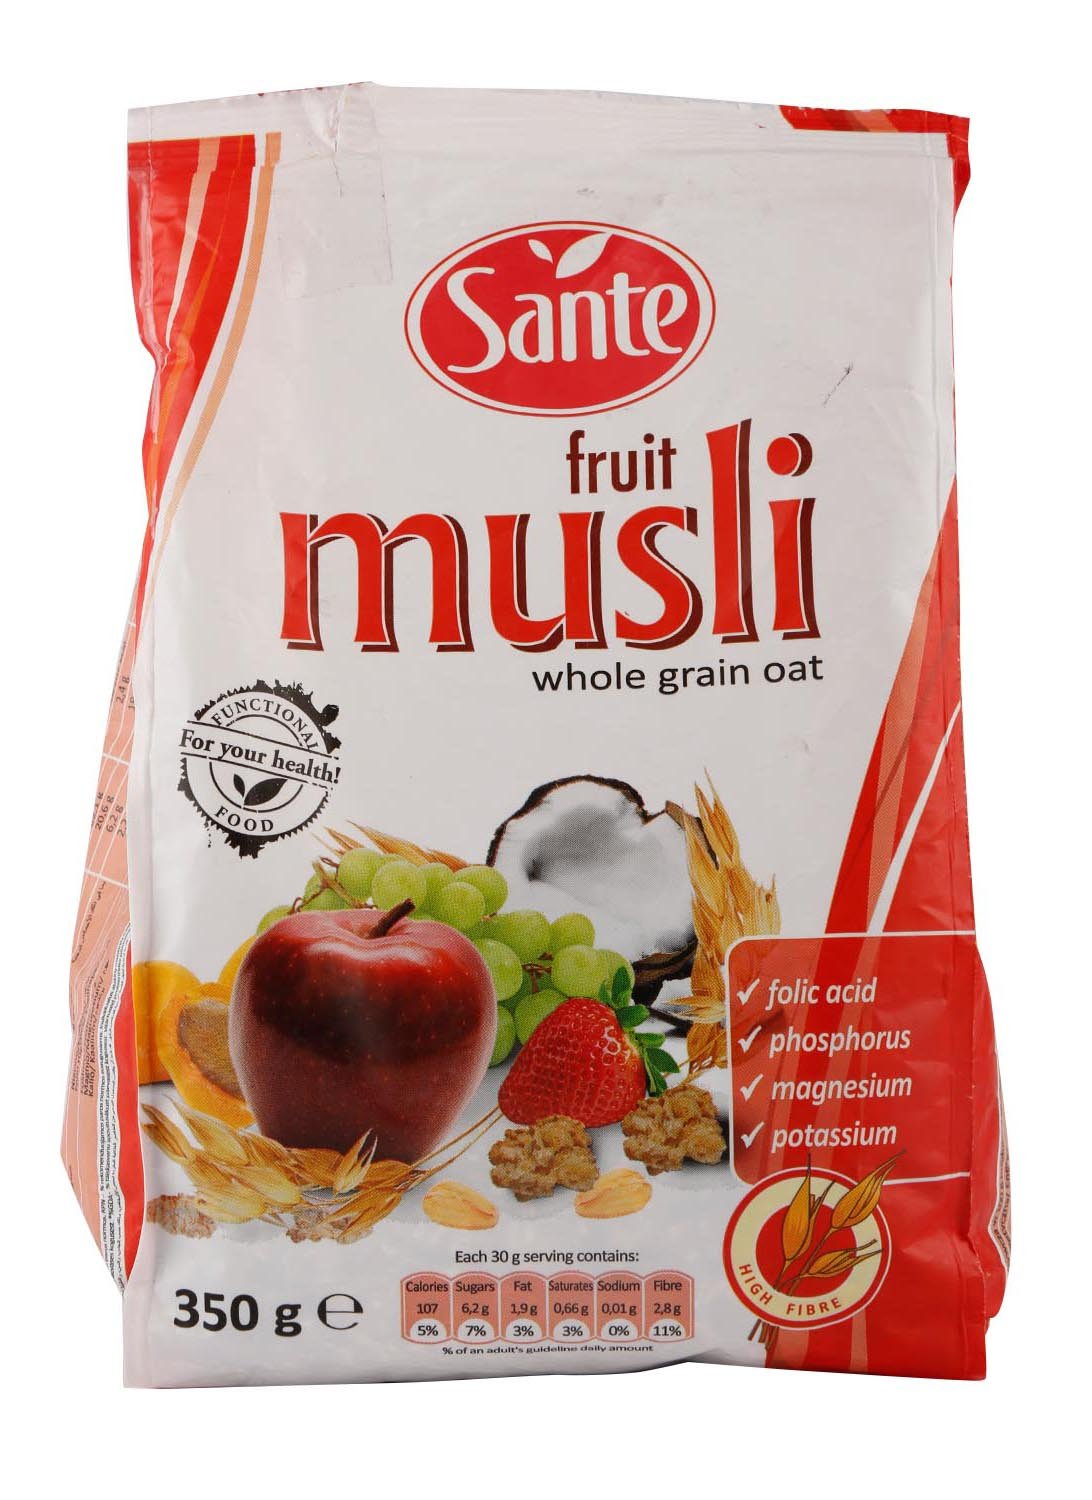 Sante
fruit
musli
whole grain oat
FUNCTIONAL
For your health!
FOOD
✓ folic acid
✓ phosphorus
✓ magnesium
✓ potassium
HIGH FIBRE
Each 30 g serving contains:
Calories Sugars Fat Saturates Sodium Fibre
107 6,2 g 1,9 g 0,66 g 0,01 g 2,8 g
5% 7% 3% 3% 0% 11%
% of an adult's guideline daily amount
350 g ℮